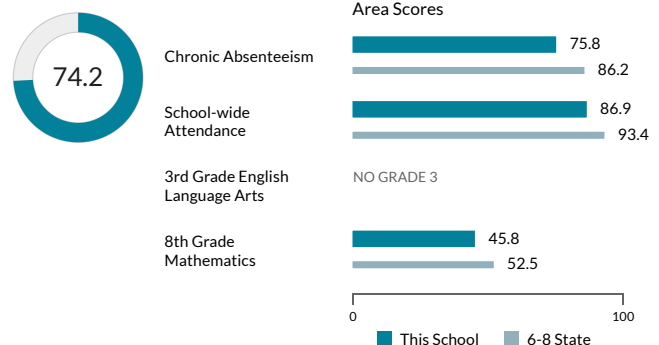 Area Scores
74.2
Chronic Absenteeism
75.8
86.2
School-wide
Attendance
86.9
93.4
3rd Grade English
Language Arts
NO GRADE 3
8th Grade
Mathematics
45.8
52.5
0
100
This School
6-8 State